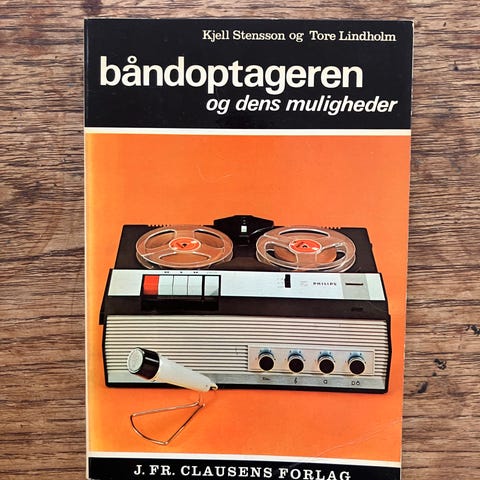 Kjell Stensson og Tore Lindholm
båndoptageren
og dens muligheder
PHILIPS
J. FR. CLAUSENS FORLAG